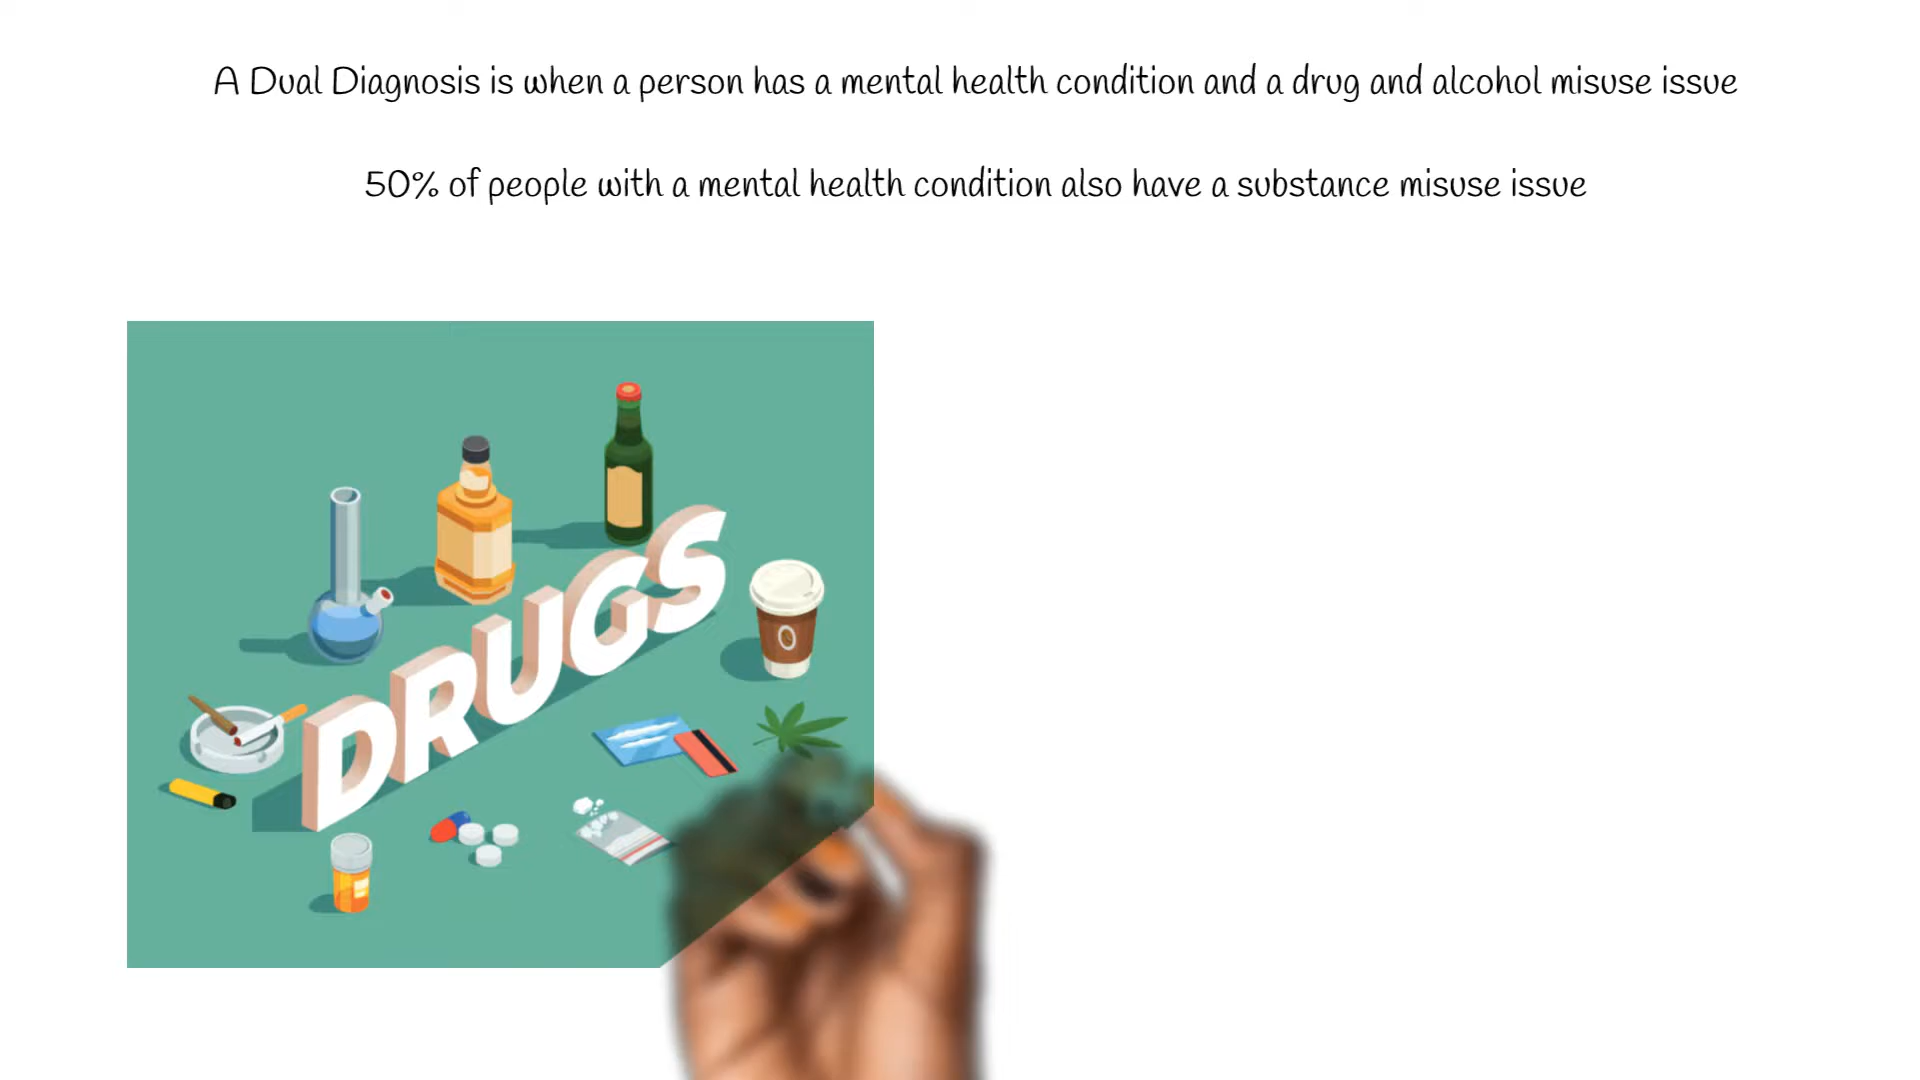 A Dual Diagnosis is when a person has a mental health condition and a drug and alcohol misuse issue
50% of people with a mental health condition also have a substance misuse issue
DRUGS